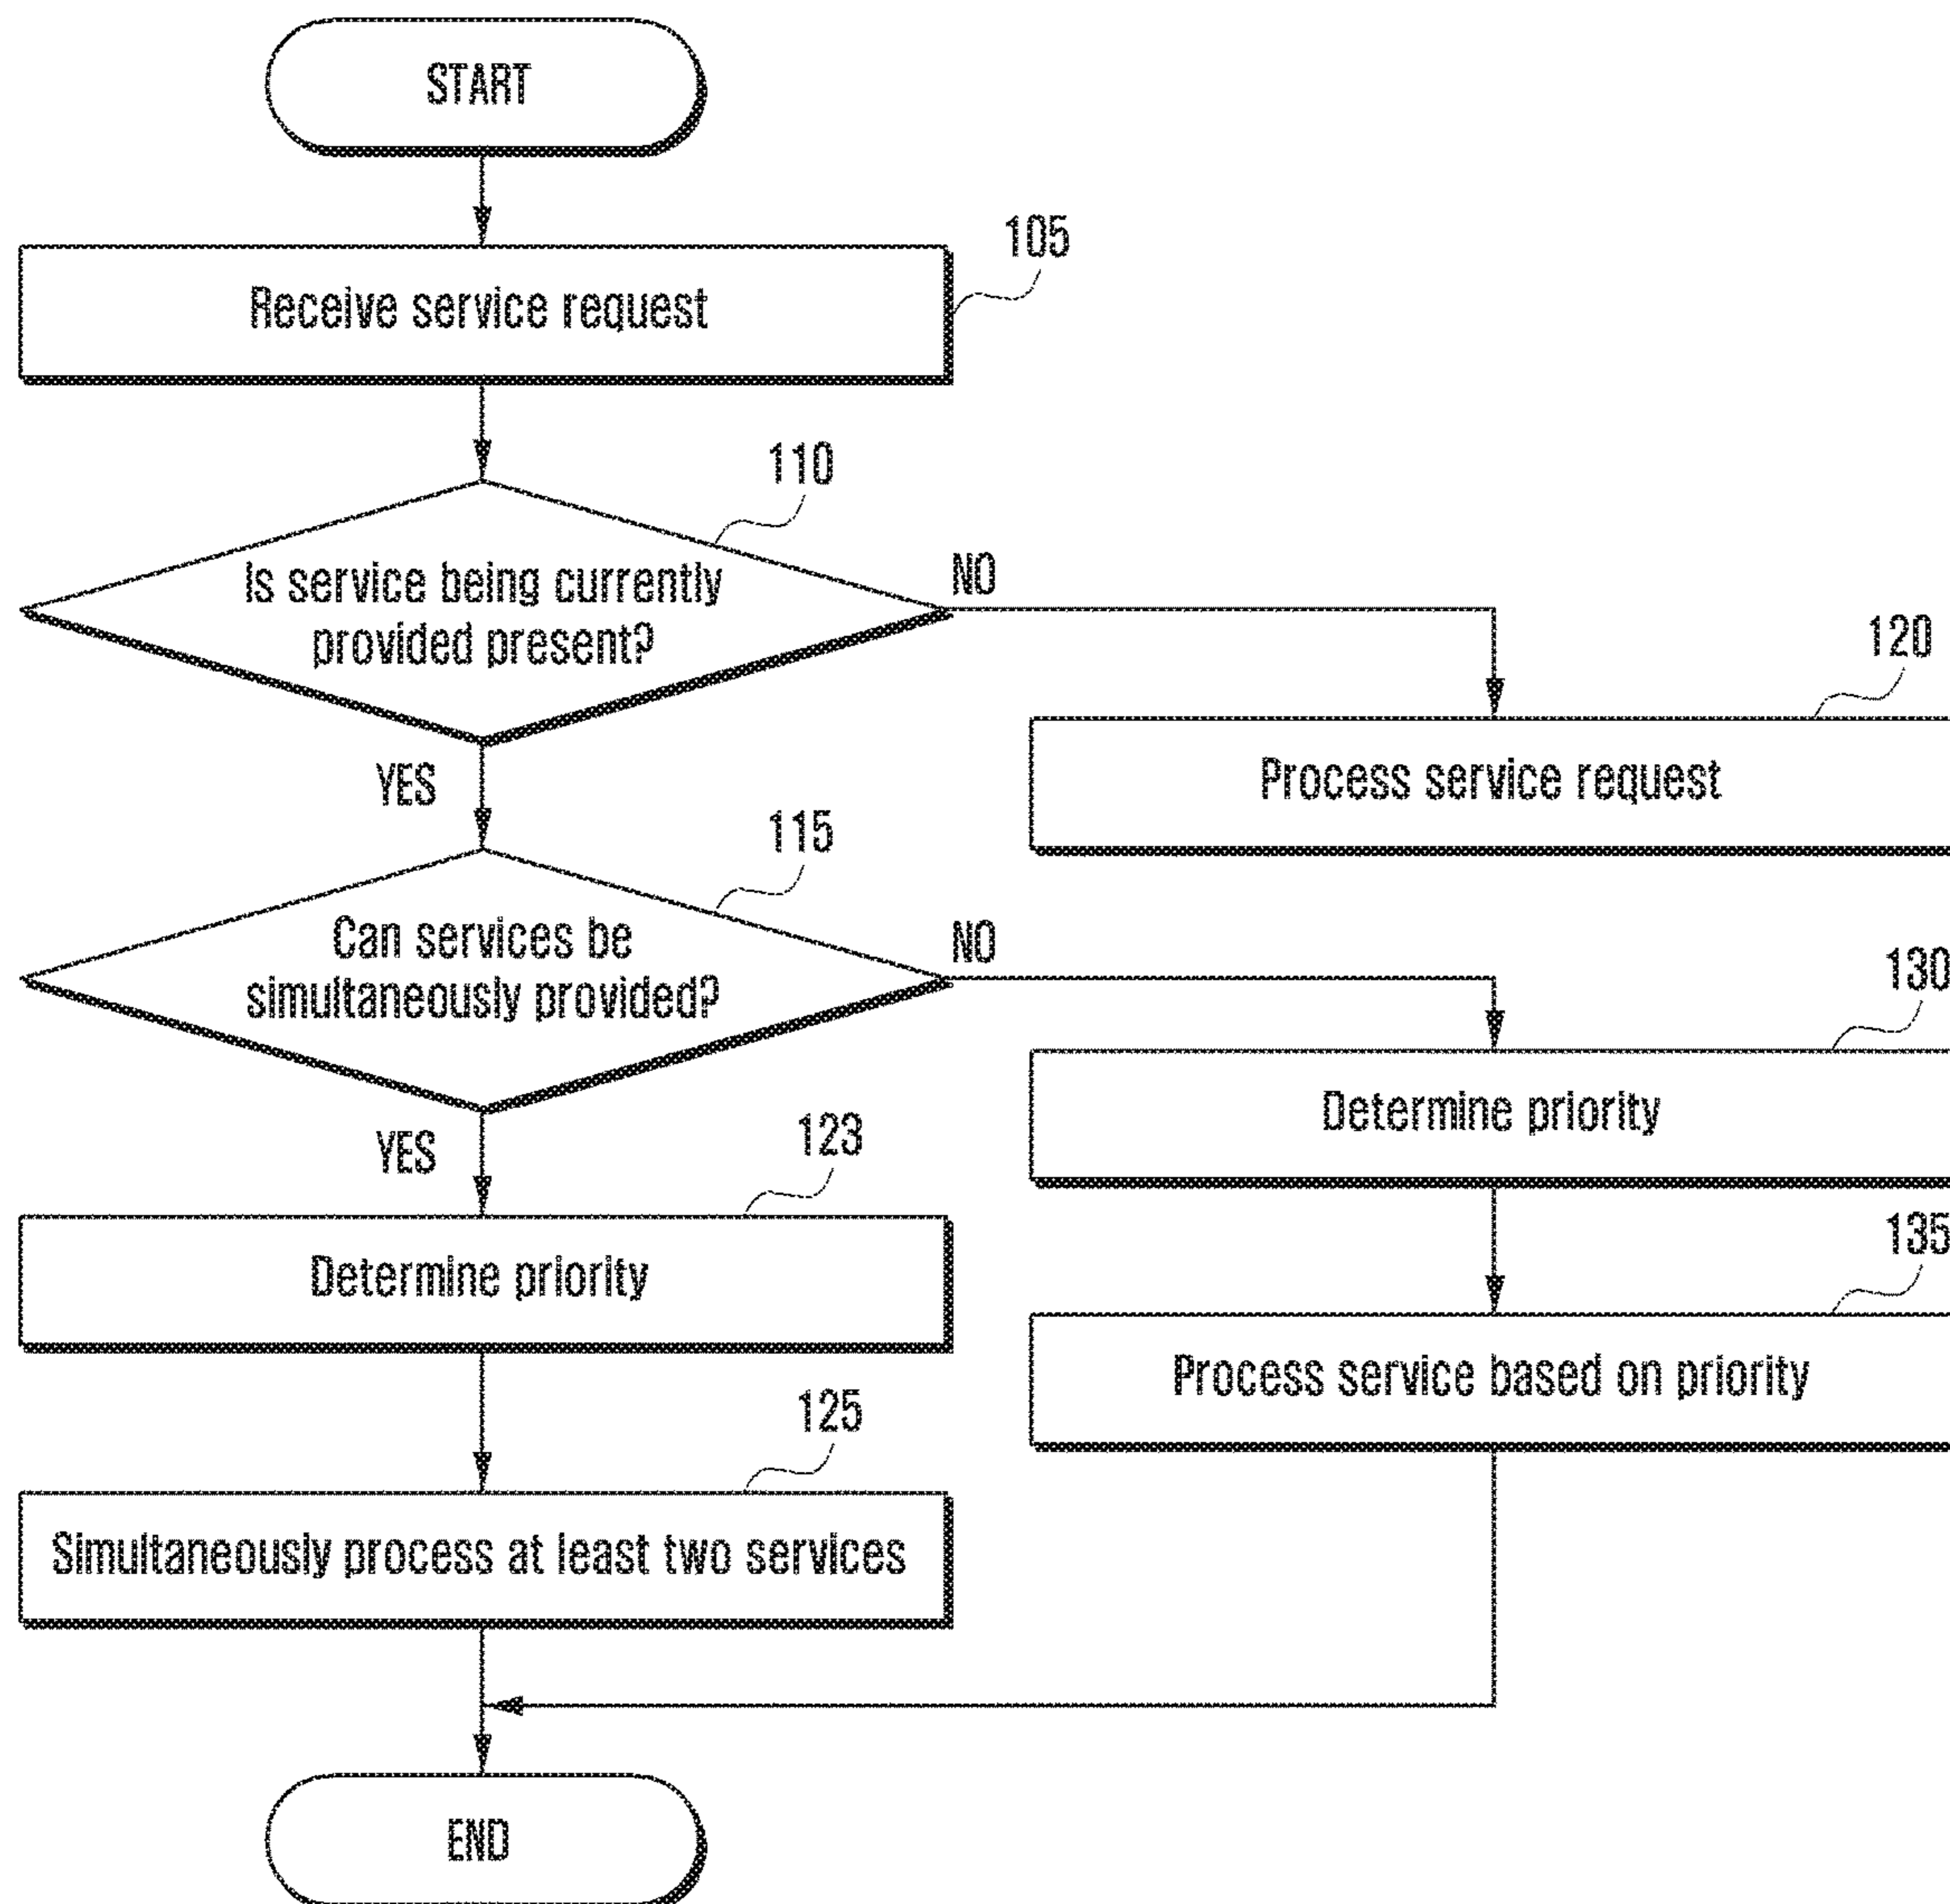 START
105
Receive service request
110
Is service being currently
provided present?
NO
120
Process service request
YES
115
Can services be
simultaneously provided?
NO
130
Determine priority
YES
123
Determine priority
135
Process service based on priority
125
Simultaneously process at least two services
END